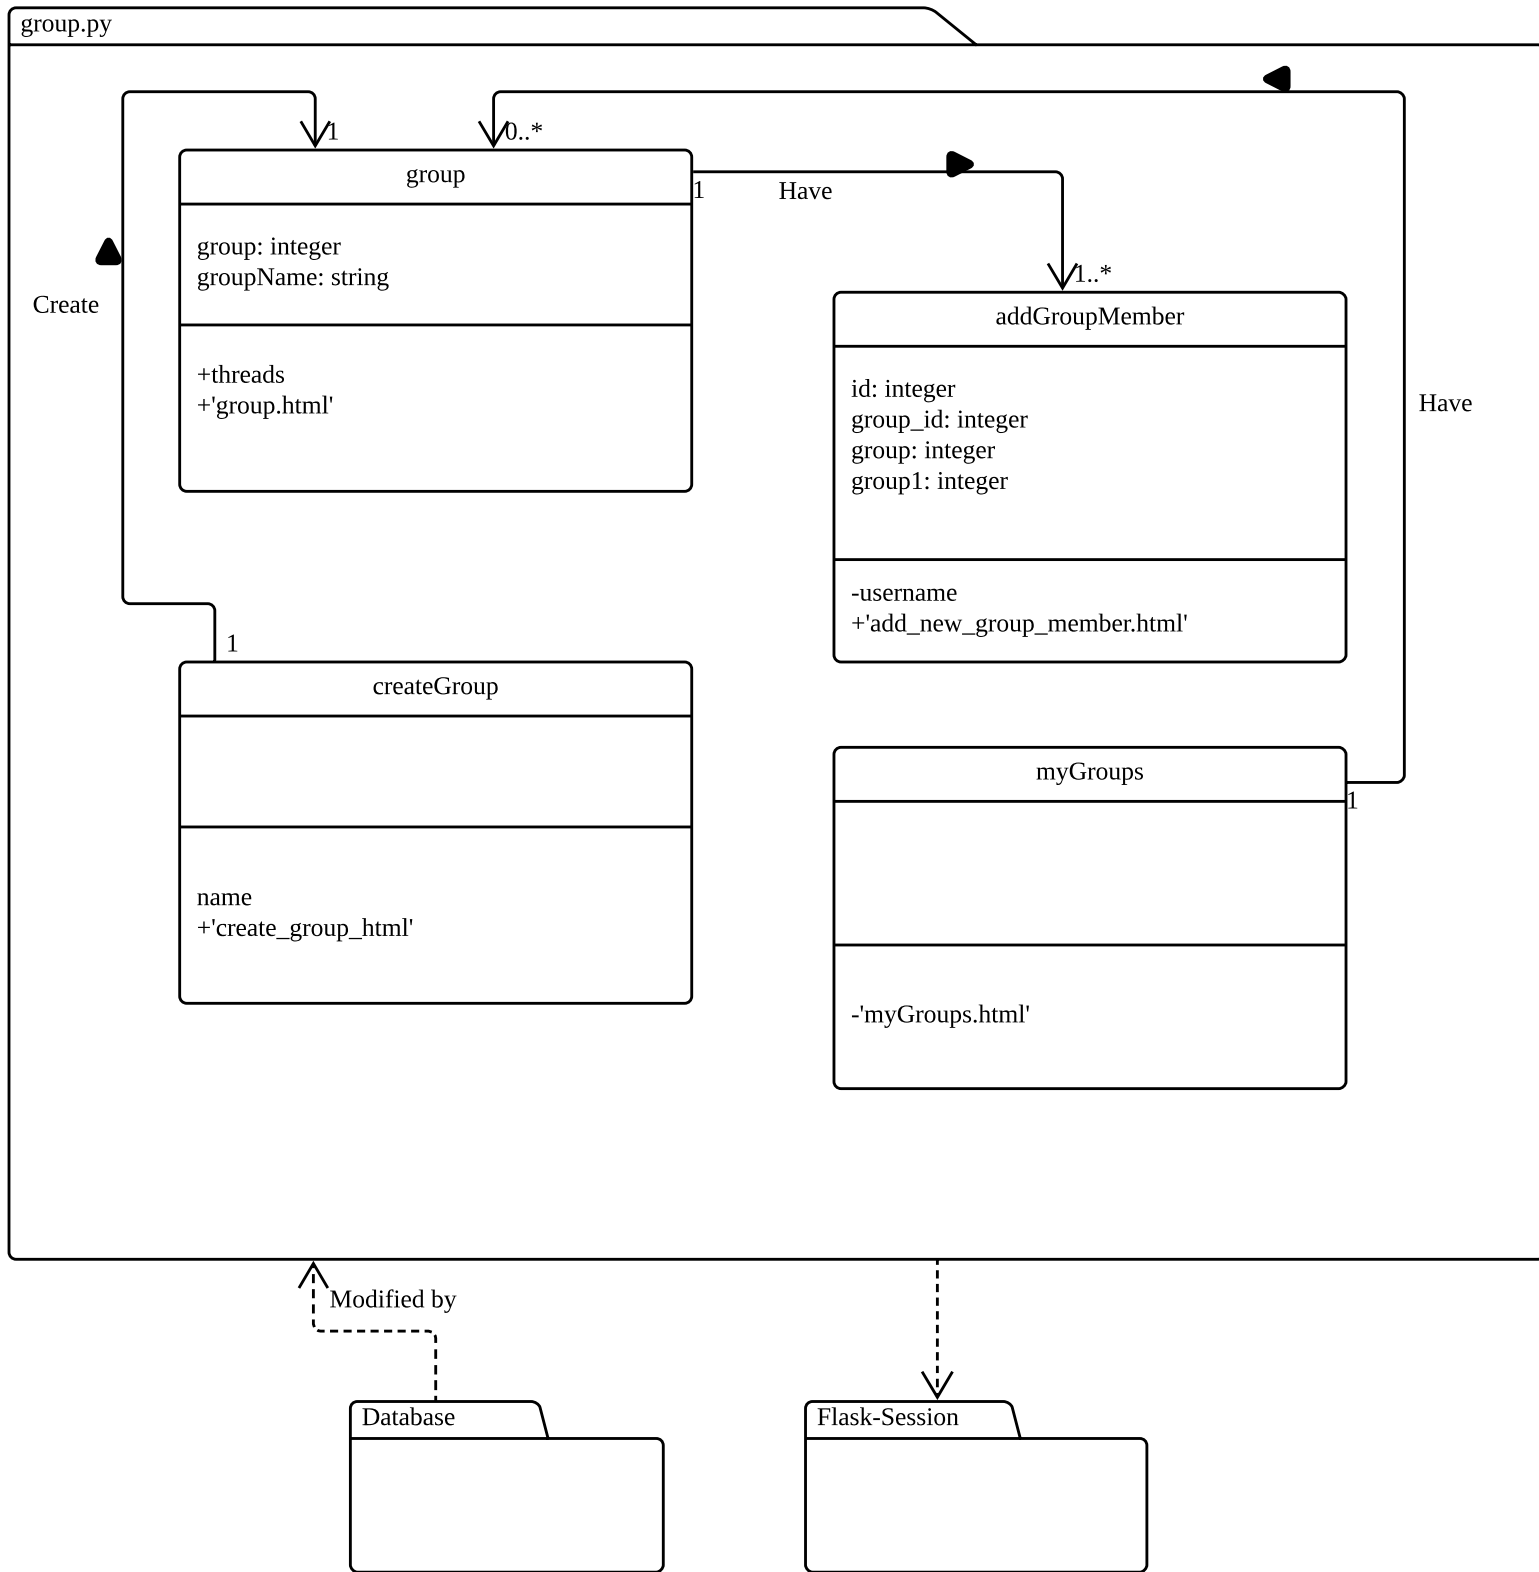 group.py
1
0..*
group
1
Have
group: integer
groupName: string
Create
1..*
addGroupMember
+threads
+'group.html'
id: integer
group_id: integer
group: integer
group1: integer
Have
-username
+'add_new_group_member.html'
1
createGroup
myGroups
1
name
+'create_group_html'
-'myGroups.html'
Modified by
Database
Flask-Session